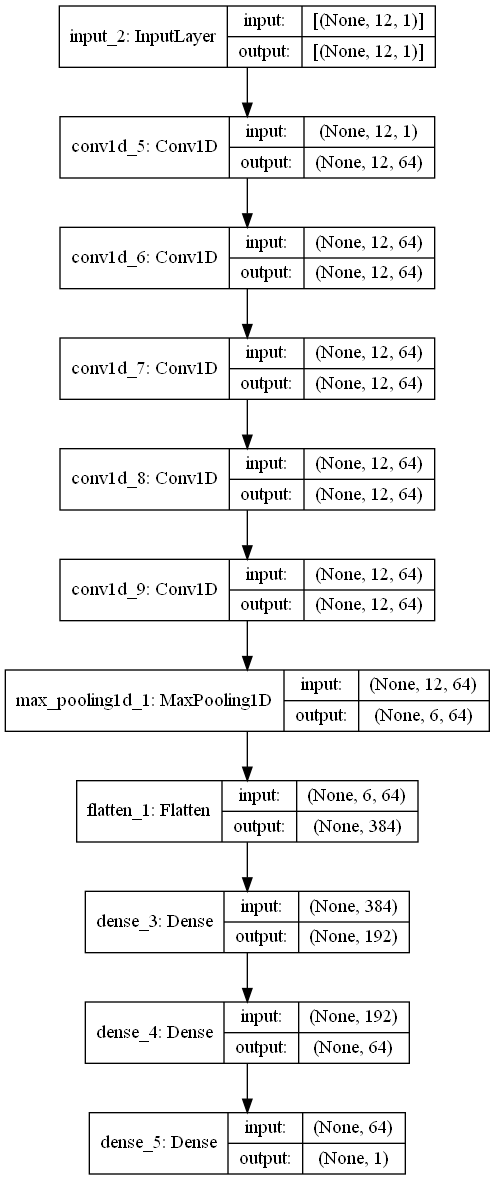 input_2: InputLayer
input: [(None, 12, 1)]
output: [(None, 12, 1)]
conv1d_5: Conv1D
input: (None, 12, 1)
output: (None, 12, 64)
conv1d_6: Conv1D
input: (None, 12, 64)
output: (None, 12, 64)
conv1d_7: Conv1D
input: (None, 12, 64)
output: (None, 12, 64)
conv1d_8: Conv1D
input: (None, 12, 64)
output: (None, 12, 64)
conv1d_9: Conv1D
input: (None, 12, 64)
output: (None, 12, 64)
max_pooling1d_1: MaxPooling1D
input: (None, 12, 64)
output: (None, 6, 64)
flatten_1: Flatten
input: (None, 6, 64)
output: (None, 384)
dense_3: Dense
input: (None, 384)
output: (None, 192)
dense_4: Dense
input: (None, 192)
output: (None, 64)
dense_5: Dense
input: (None, 64)
output: (None, 1)